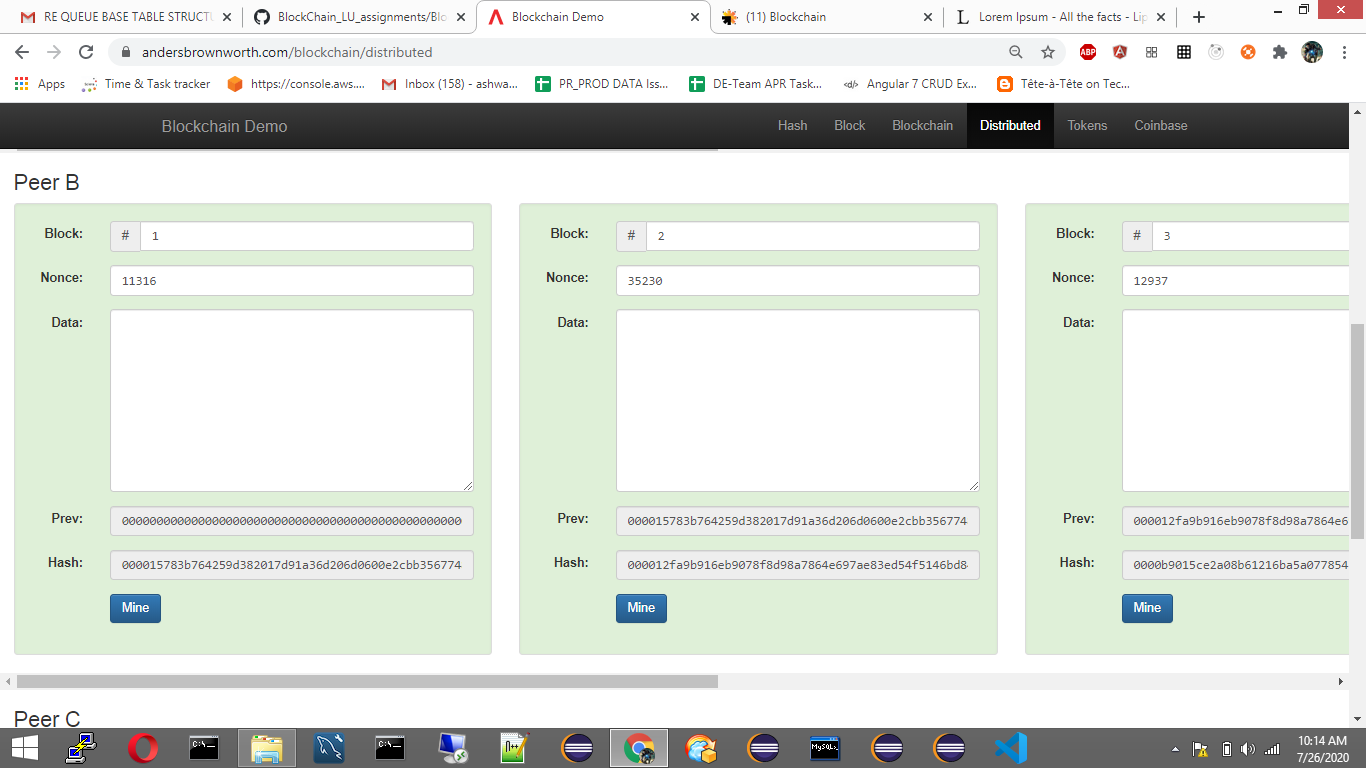 RE QUEUE BASE TABLE STRUCTU
BlockChain_LU_assignments/Blo
Blockchain Demo
(11) Blockchain
Lorem Ipsum - All the facts - Lip
andersbrownworth.com/blockchain/distributed
ABP
Apps
Time & Task tracker
https://console.aws....
Inbox (158) - ashwa...
PR_PROD DATA Iss...
DE-Team APR Task...
Angular 7 CRUD Ex...
Tête-à-Tête on Tec...
Blockchain Demo
Hash
Block
Blockchain
Distributed
Tokens
Coinbase
Peer B
Block: # 1
Nonce: 11316
Data:
Prev: 0000000000000000000000000000000000000000000000000
Hash: 000015783b764259d382017d91a36d206d0600e2cbb356774
Mine
Block: # 2
Nonce: 35230
Data:
Prev: 000015783b764259d382017d91a36d206d0600e2cbb356774
Hash: 000012fa9b916eb9078f8d98a7864e697ae83ed54f5146bd8
Mine
Block: # 3
Nonce: 12937
Data:
Prev: 000012fa9b916eb9078f8d98a7864e6
Hash: 0000b9015ce2a08b61216ba5a077854
Mine
Peer C
10:14 AM
7/26/2020